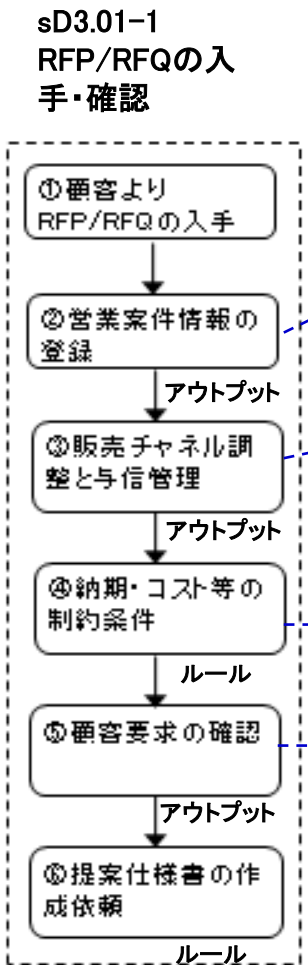 sD3.01-1
RFP/RFQの入
手・確認
①顧客より
RFP/RFQの入手
②営業案件情報の
登録
アウトプット
③販売チャネル調
整と与信管理
アウトプット
④納期・コスト等の
制約条件
ルール
⑤顧客要求の確認
アウトプット
⑥提案仕様書の作
成依頼
ルール